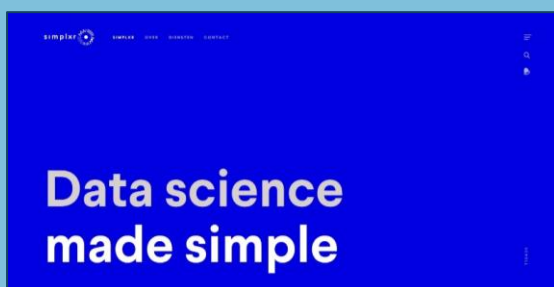 simplxr
SIMPLXR OVER DIENSTEN CONTACT
Data science
made simple